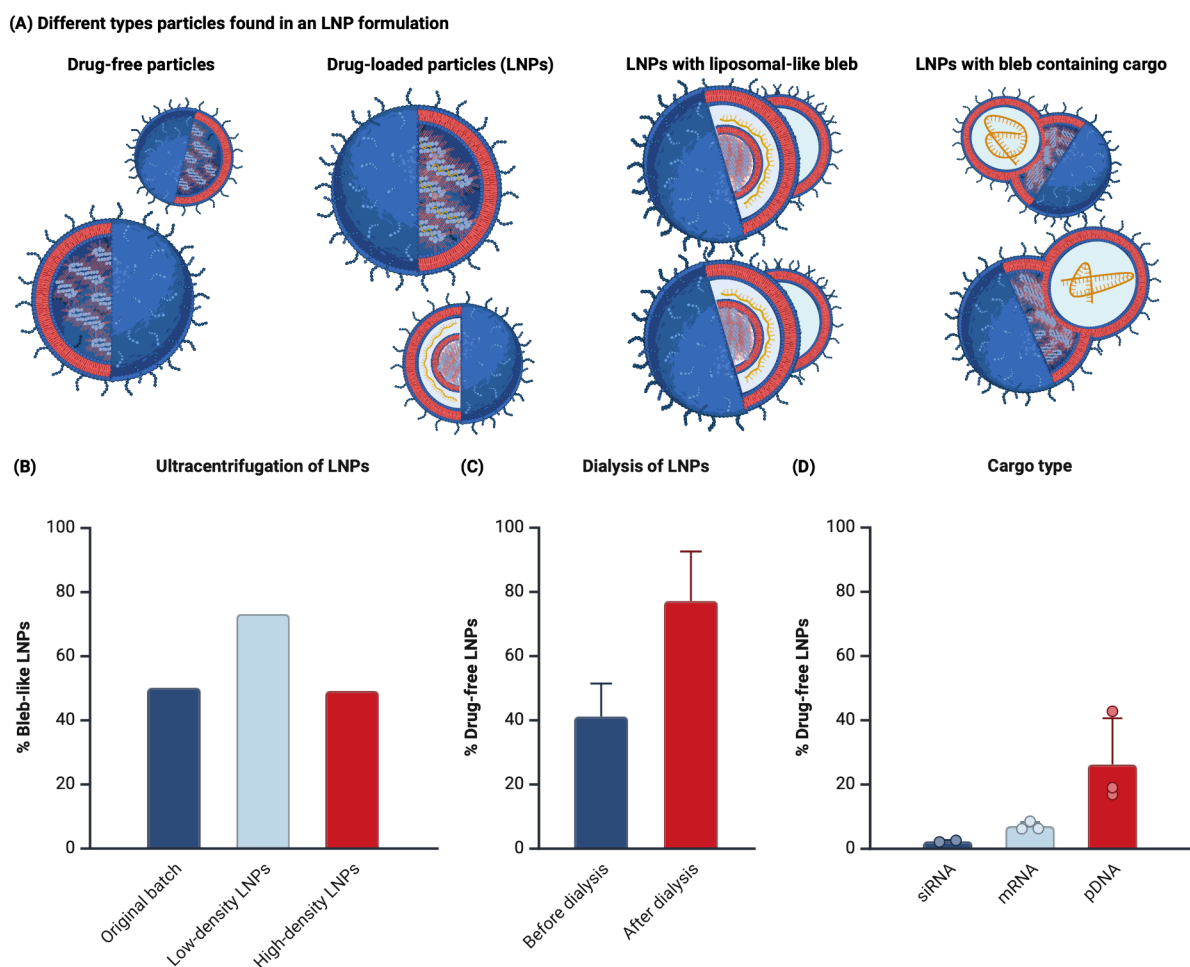 (A) Different types particles found in an LNP formulation
Drug-free particles
Drug-loaded particles (LNPs)
LNPs with liposomal-like bleb
LNPs with bleb containing cargo
(B)
Ultracentrifugation of LNPs
% Bleb-like LNPs
100
80
60
40
20
0
Original batch
Low-density LNPs
High-density LNPs
(C)
Dialysis of LNPs
% Drug-free LNPs
100
80
60
40
20
0
Before dialysis
After dialysis
(D)
Cargo type
% Drug-free LNPs
100
80
60
40
20
0
siRNA
mRNA
pDNA